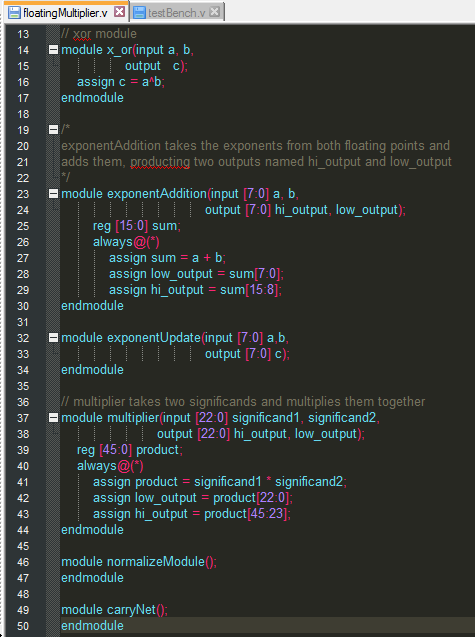 floatingMultiplier.v testBench.v
13 // xor module
14 module x_or(input a, b,
15 output c);
16 assign c = a^b;
17 endmodule
18
19 /*
20 exponentAddition takes the exponents from both floating points and
21 adds them, producting two outputs named hi_output and low_output
22 */
23 module exponentAddition(input [7:0] a, b,
24 output [7:0] hi_output, low_output);
25 reg [15:0] sum;
26 always@(*)
27 assign sum = a + b;
28 assign low_output = sum[7:0];
29 assign hi_output = sum[15:8];
30 endmodule
31
32 module exponentUpdate(input [7:0] a,b,
33 output [7:0] c);
34 endmodule
35
36 // multiplier takes two significands and multiplies them together
37 module multiplier(input [22:0] significand1, significand2,
38 output [22:0] hi_output, low_output);
39 reg [45:0] product;
40 always@(*)
41 assign product = significand1 * significand2;
42 assign low_output = product[22:0];
43 assign hi_output = product[45:23];
44 endmodule
45
46 module normalizeModule();
47 endmodule
48
49 module carryNet();
50 endmodule